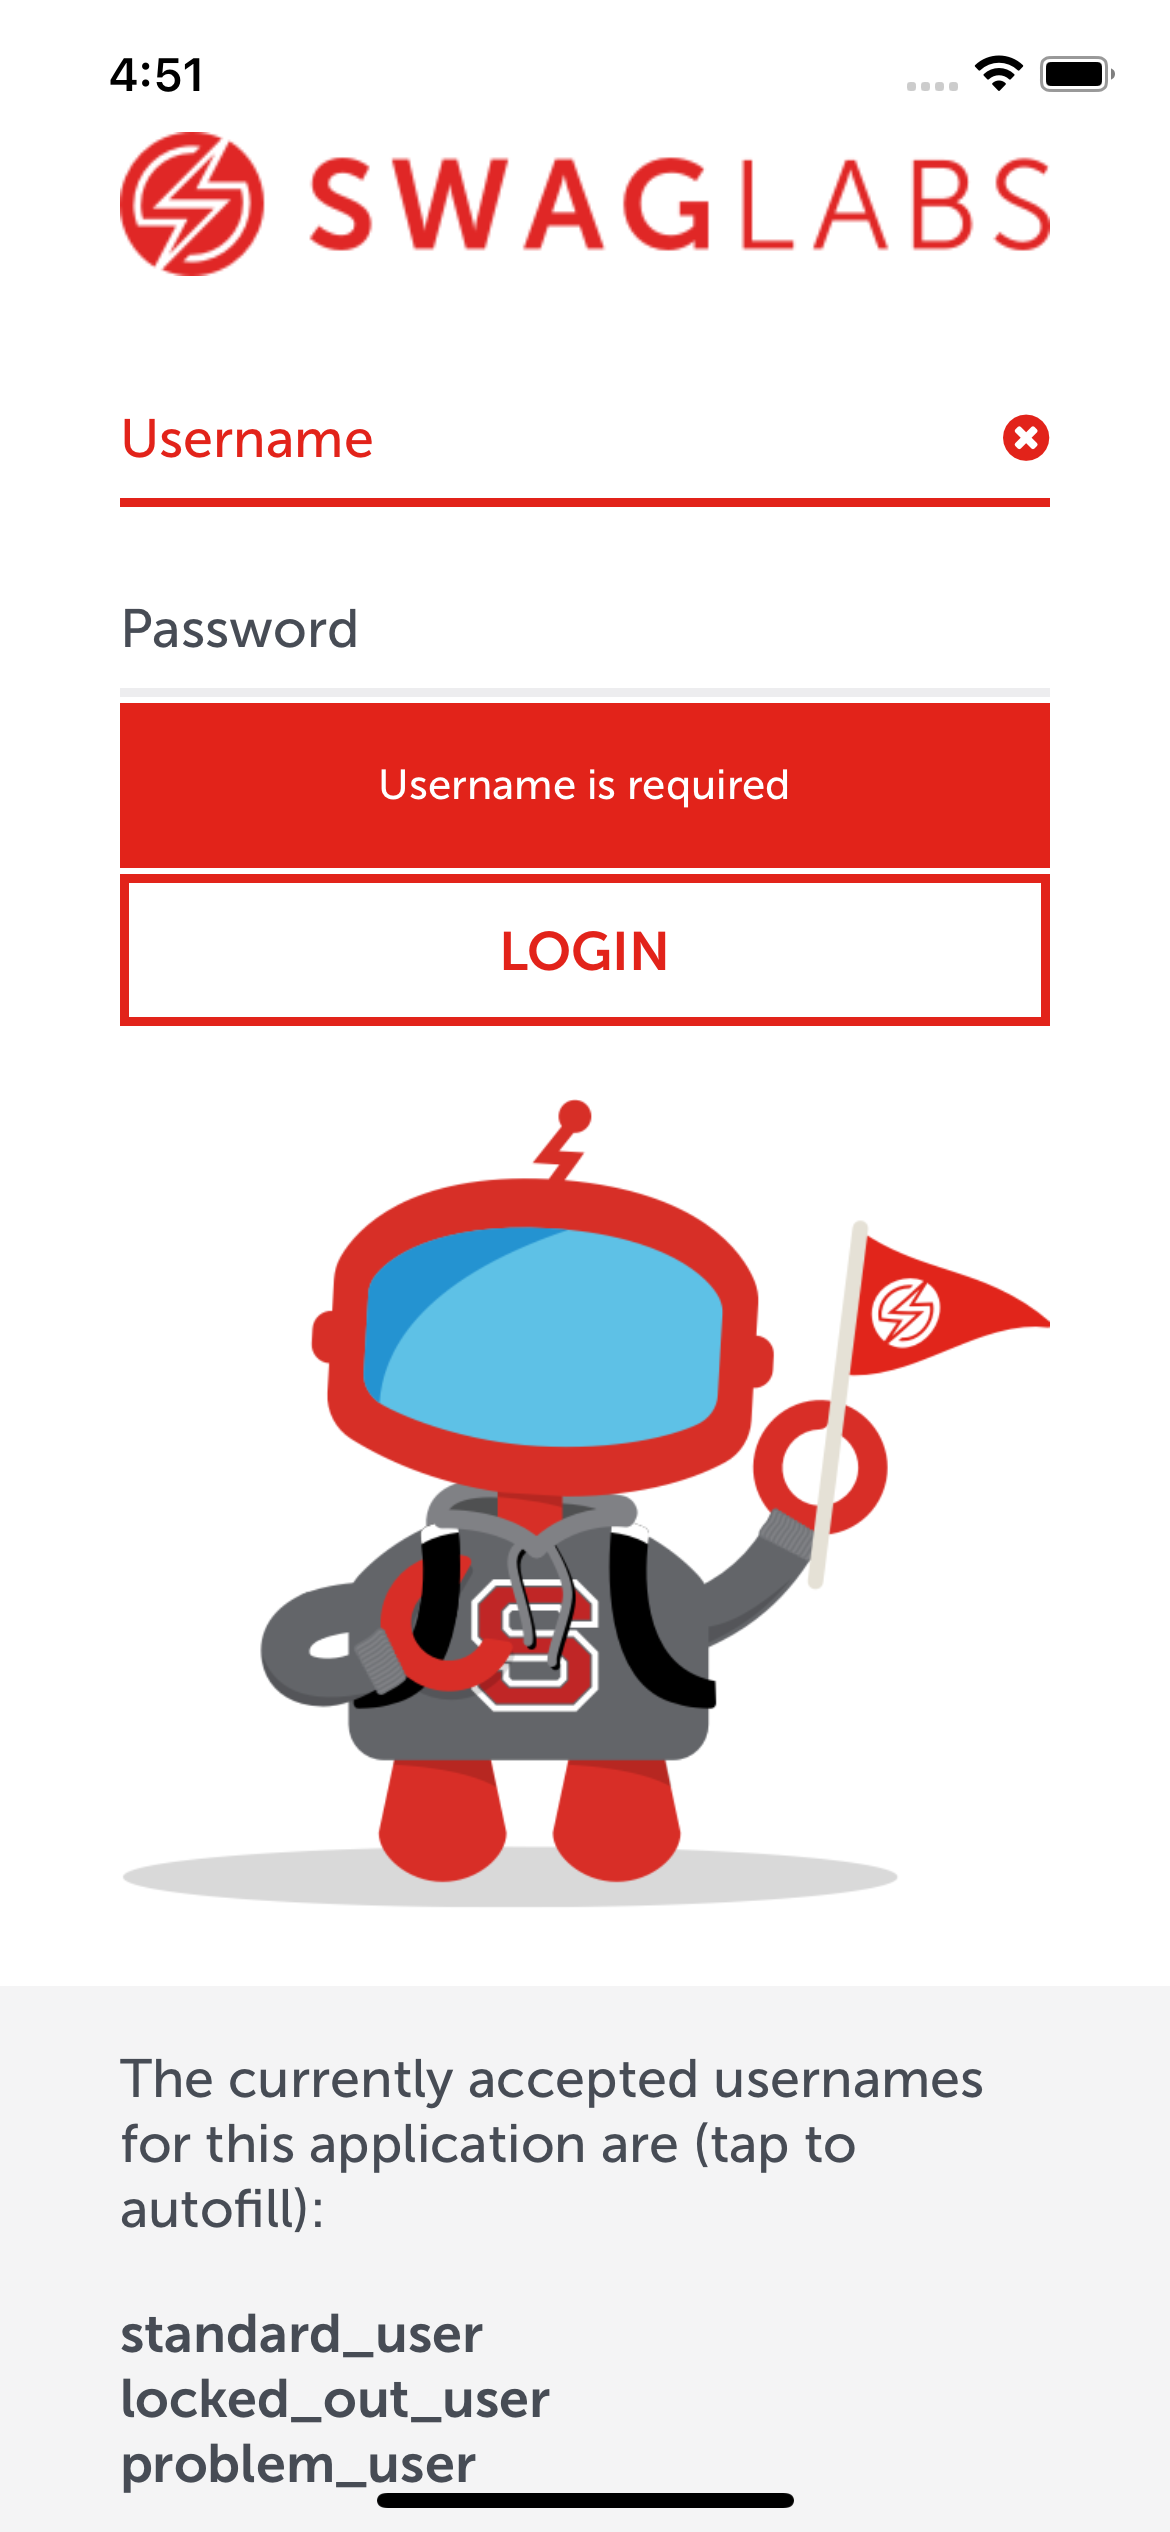 4:51
SWAGLABS
Username
Password
Username is required
LOGIN
S
The currently accepted usernames
for this application are (tap to
autofill):
standard_user
locked_out_user
problem_user